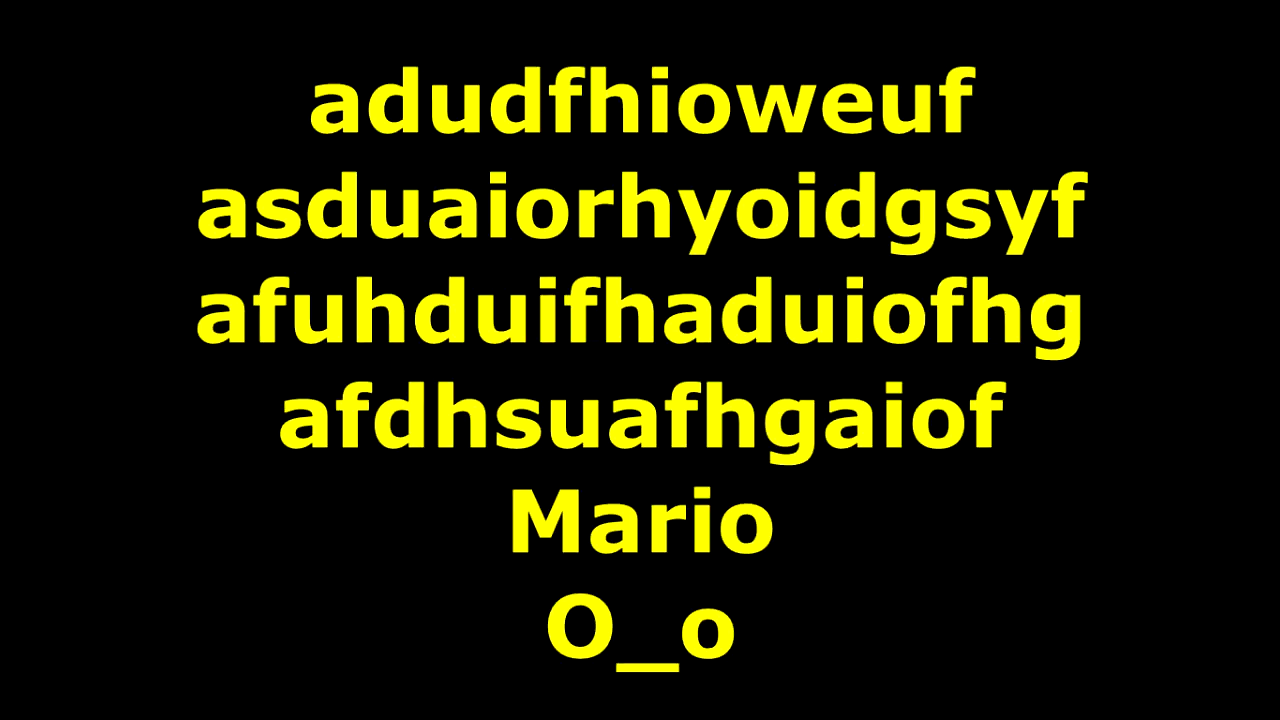 adudfhioweuf
asduaiorhyoidgsyf
afuhduifhaduiofhg
afdhsuafhgaiof
Mario
O_o